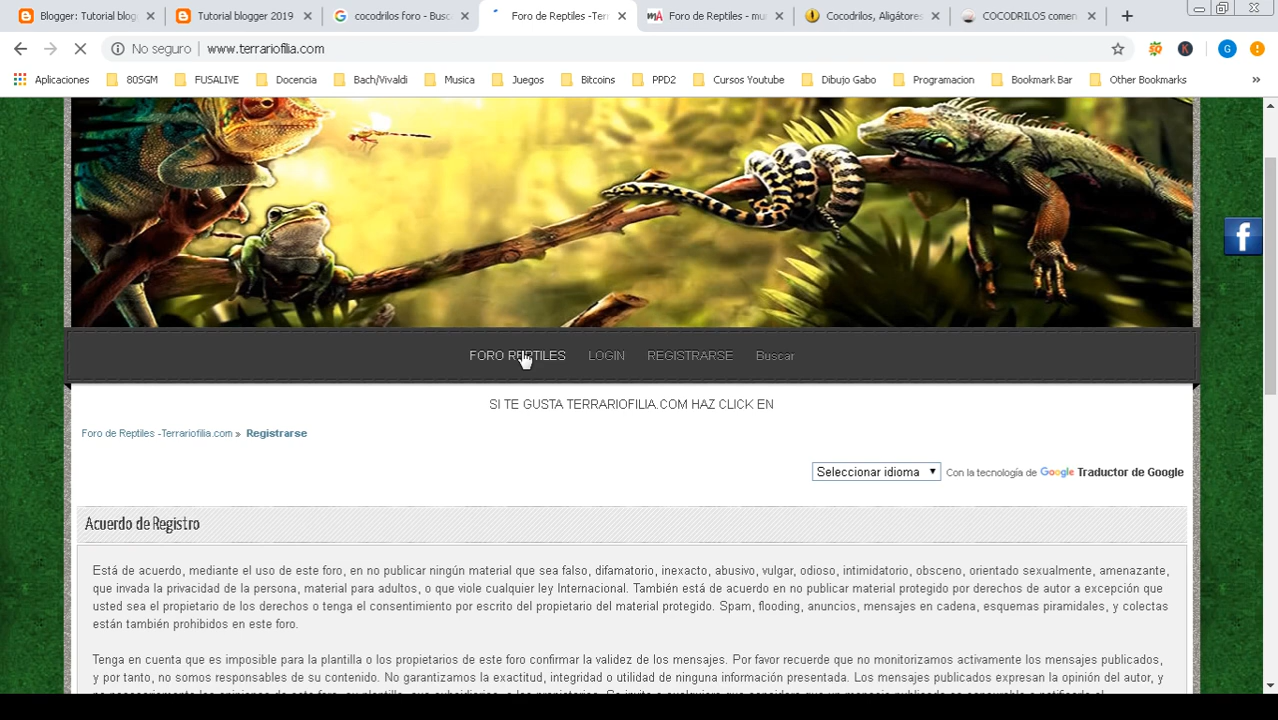 Blogger: Tutorial blog
Tutorial blogger 2019
cocodrilos foro - Busc
Foro de Reptiles -Terr
Foro de Reptiles - mu
Cocodrilos, Aligátores
COCODRILOS comen
No seguro | www.terrariofilia.com
Aplicaciones 80SGM FUSALIVE Docencia Bach/Vivaldi Musica Juegos Bitcoins PPD2 Cursos Youtube Dibujo Gabo Programacion Bookmark Bar Other Bookmarks »
FORO REPTILES LOGIN REGISTRARSE Buscar
SI TE GUSTA TERRARIOFILIA.COM HAZ CLICK EN
Foro de Reptiles -Terrariofilia.com » Registrarse
Seleccionar idioma Con la tecnología de Google Traductor de Google
Acuerdo de Registro
Está de acuerdo, mediante el uso de este foro, en no publicar ningún material que sea falso, difamatorio, inexacto, abusivo, vulgar, odioso, intimidatorio, obsceno, orientado sexualmente, amenazante,
que invada la privacidad de la persona, material para adultos, o que viole cualquier ley Internacional. También está de acuerdo en no publicar material protegido por derechos de autor a excepción que
usted sea el propietario de los derechos o tenga el consentimiento por escrito del propietario del material protegido. Spam, flooding, anuncios, mensajes en cadena, esquemas piramidales, y colectas
están también prohibidos en este foro.
Tenga en cuenta que es imposible para la plantilla o los propietarios de este foro confirmar la validez de los mensajes. Por favor recuerde que no monitorizamos activamente los mensajes publicados,
y por tanto, no somos responsables de su contenido. No garantizamos la exactitud, integridad o utilidad de ninguna información presentada. Los mensajes publicados expresan la opinión del autor, y